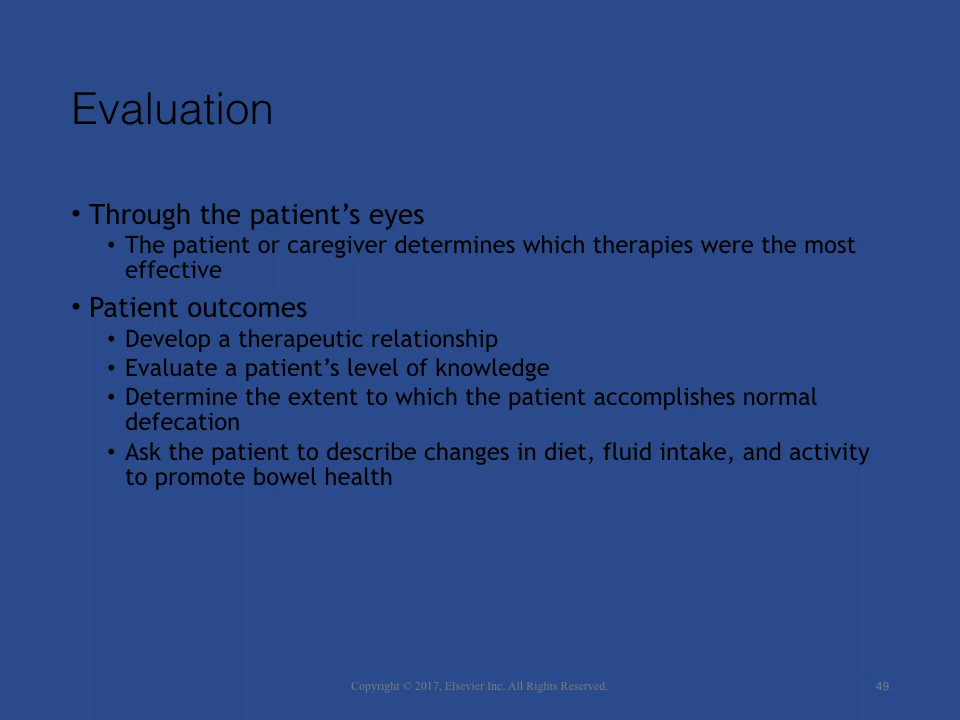 Evaluation
• Through the patient’s eyes
• The patient or caregiver determines which therapies were the most
effective
• Patient outcomes
• Develop a therapeutic relationship
• Evaluate a patient’s level of knowledge
• Determine the extent to which the patient accomplishes normal
defecation
• Ask the patient to describe changes in diet, fluid intake, and activity
to promote bowel health
Copyright © 2017, Elsevier Inc. All Rights Reserved.
49